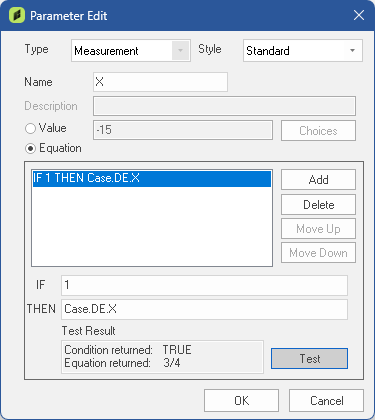 Parameter Edit
Type Measurement Style Standard
Name X
Description
Value -15 Choices
Equation
IF 1 THEN Case.DE.X
Add
Delete
Move Up
Move Down
IF 1
THEN Case.DE.X
Test Result
Condition returned: TRUE
Equation returned: 3/4
Test
OK Cancel